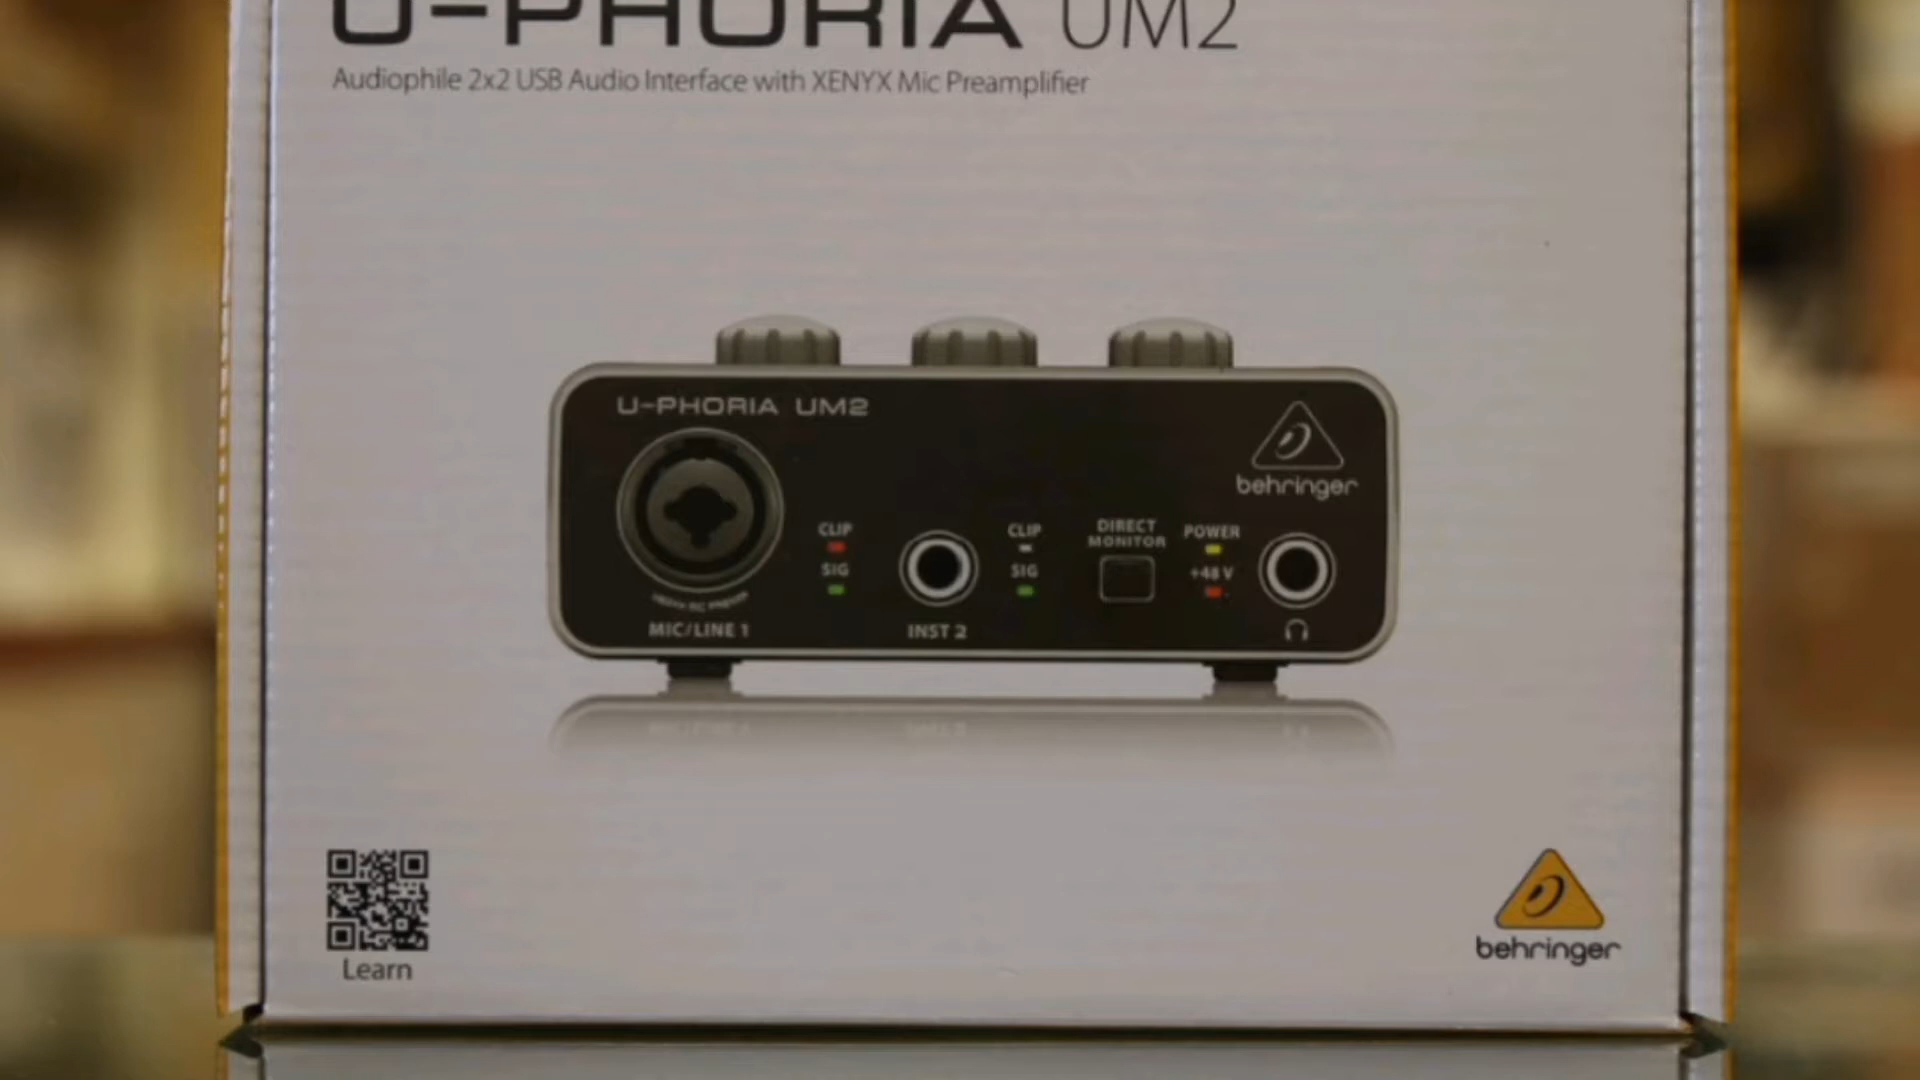 U-PHORIA UM2
Audiophile 2x2 USB Audio Interface with XENYX Mic Preamplifier
U-PHORIA UM2
behringer
CLIP
SIG
CLIP
SIG
DIRECT
MONITOR
POWER
+48 V
MIC/LINE 1
INST 2
Learn
behringer